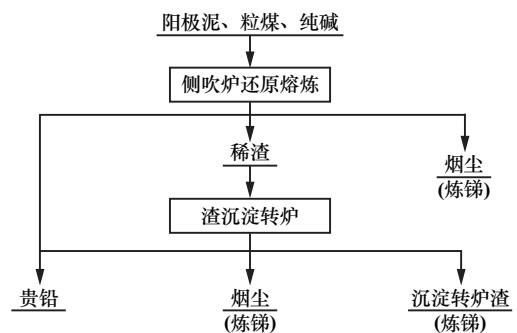 阳极泥、粒煤、纯碱
侧吹炉还原熔炼
稀渣
烟尘
(炼锑)
渣沉淀转炉
贵铅
烟尘
(炼锑)
沉淀转炉渣
(炼锑)